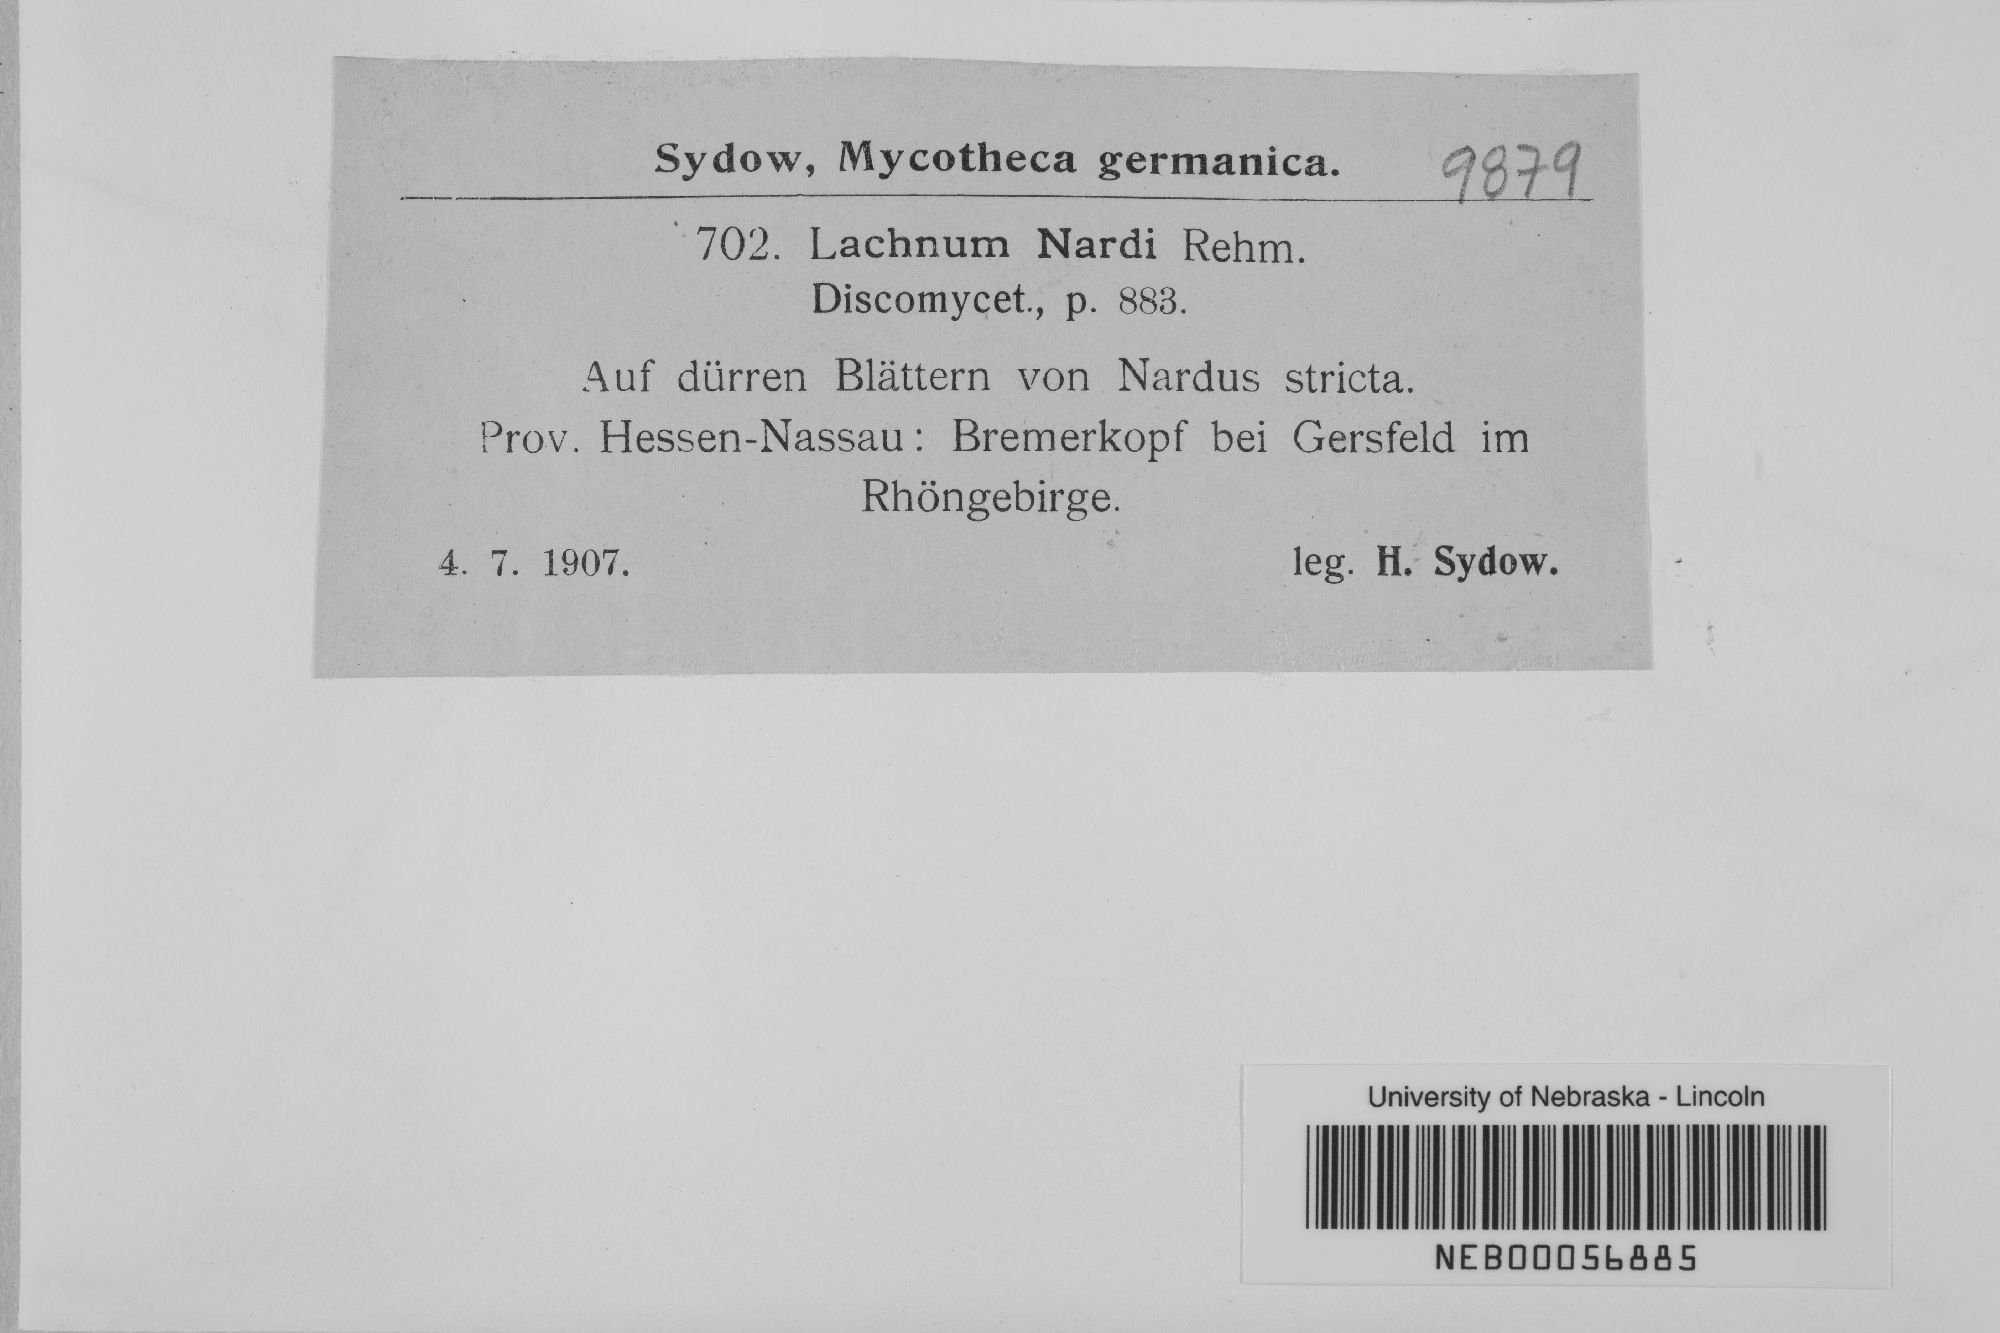 Sydow, Mycotheca germanica. 9879
702. Lachnum Nardi Rehm.
Discomycet., p. 883.
Auf dürren Blättern von Nardus stricta.
Prov. Hessen-Nassau: Bremerkopf bei Gersfeld im
Rhöngebirge.
4. 7. 1907. leg. H. Sydow.
University of Nebraska - Lincoln
NEB00056885